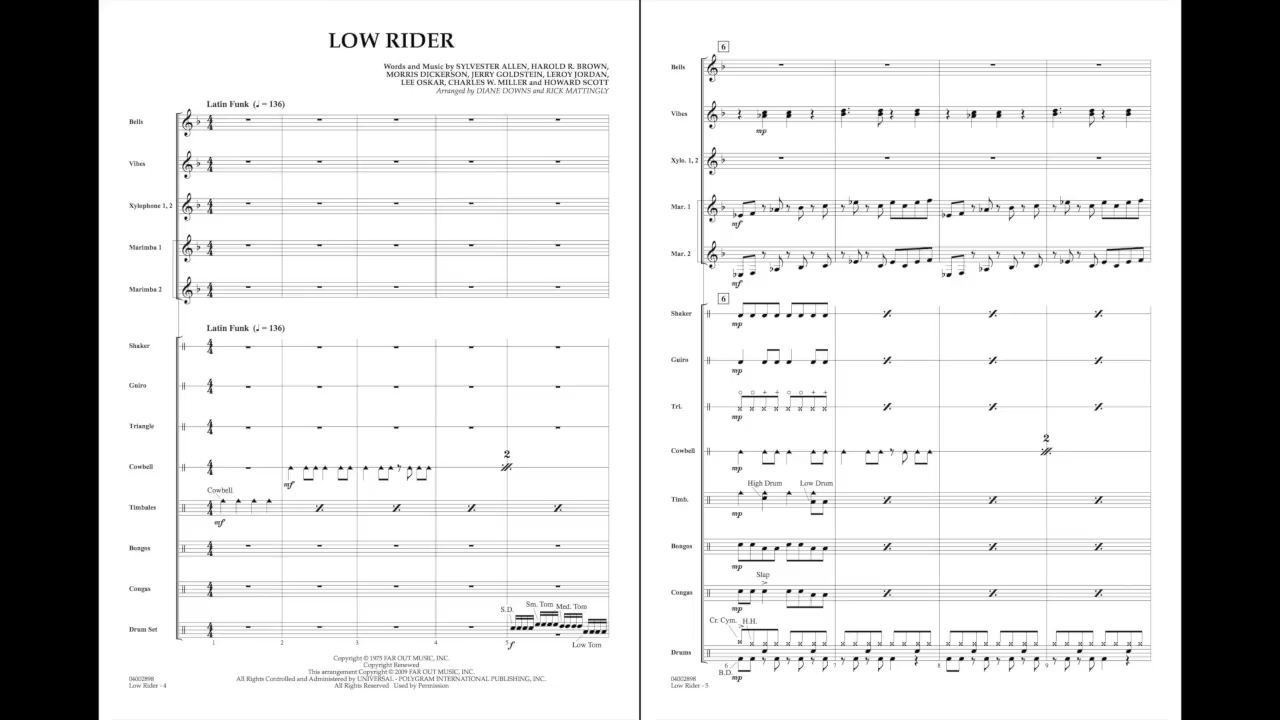 LOW RIDER
Words and Music by SYLVESTER ALLEN, HAROLD R. BROWN,
MORRIS DICKERSON, JERRY GOLDSTEIN, LEROY JORDAN,
LEE OSKAR, CHARLES W. MILLER and HOWARD SCOTT
Arranged by DIANE DOWNS and RICK MATTINGLY
Latin Funk (♩ = 136)
Bells
Vibes
Xylophone 1, 2
Marimba 1
Marimba 2
Latin Funk (♩ = 136)
Shaker
Guiro
Triangle
Cowbell
mf
2
Cowbell
Timbales
mf
Bongos
Congas
S.D.
Sm. Tom
Med. Tom
Drum Set
Low Tom
f
1 2 3 4 5
Copyright © 1975 FAR OUT MUSIC, INC.
Copyright Renewed
This arrangement Copyright © 2009 FAR OUT MUSIC, INC.
All Rights Controlled and Administered by UNIVERSAL - POLYGRAM INTERNATIONAL PUBLISHING, INC.
All Rights Reserved Used by Permission
04002898
Low Rider - 4
6
Bells
Vibes
mp
Xylo. 1, 2
Mar. 1
mf
Mar. 2
mf
6
Shaker
mp
Guiro
mp
Tri.
mp
Cowbell
mp
2
High Drum
Low Drum
Timb.
mp
Bongos
mp
Slap
Congas
mp
Cr. Cym.
H.H.
Drums
B.D.
mp
6 7 8 9
04002898
Low Rider - 5